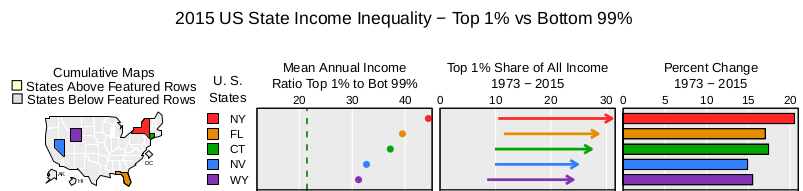 2015 US State Income Inequality − Top 1% vs Bottom 99%
Cumulative Maps
States Above Featured Rows
States Below Featured Rows
AK
HI
DC
U. S.
States
NY
FL
CT
NV
WY
Mean Annual Income
Ratio Top 1% to Bot 99%
20 30 40
Top 1% Share of All Income
1973 − 2015
0 10 20 30
Percent Change
1973 − 2015
0 5 10 15 20